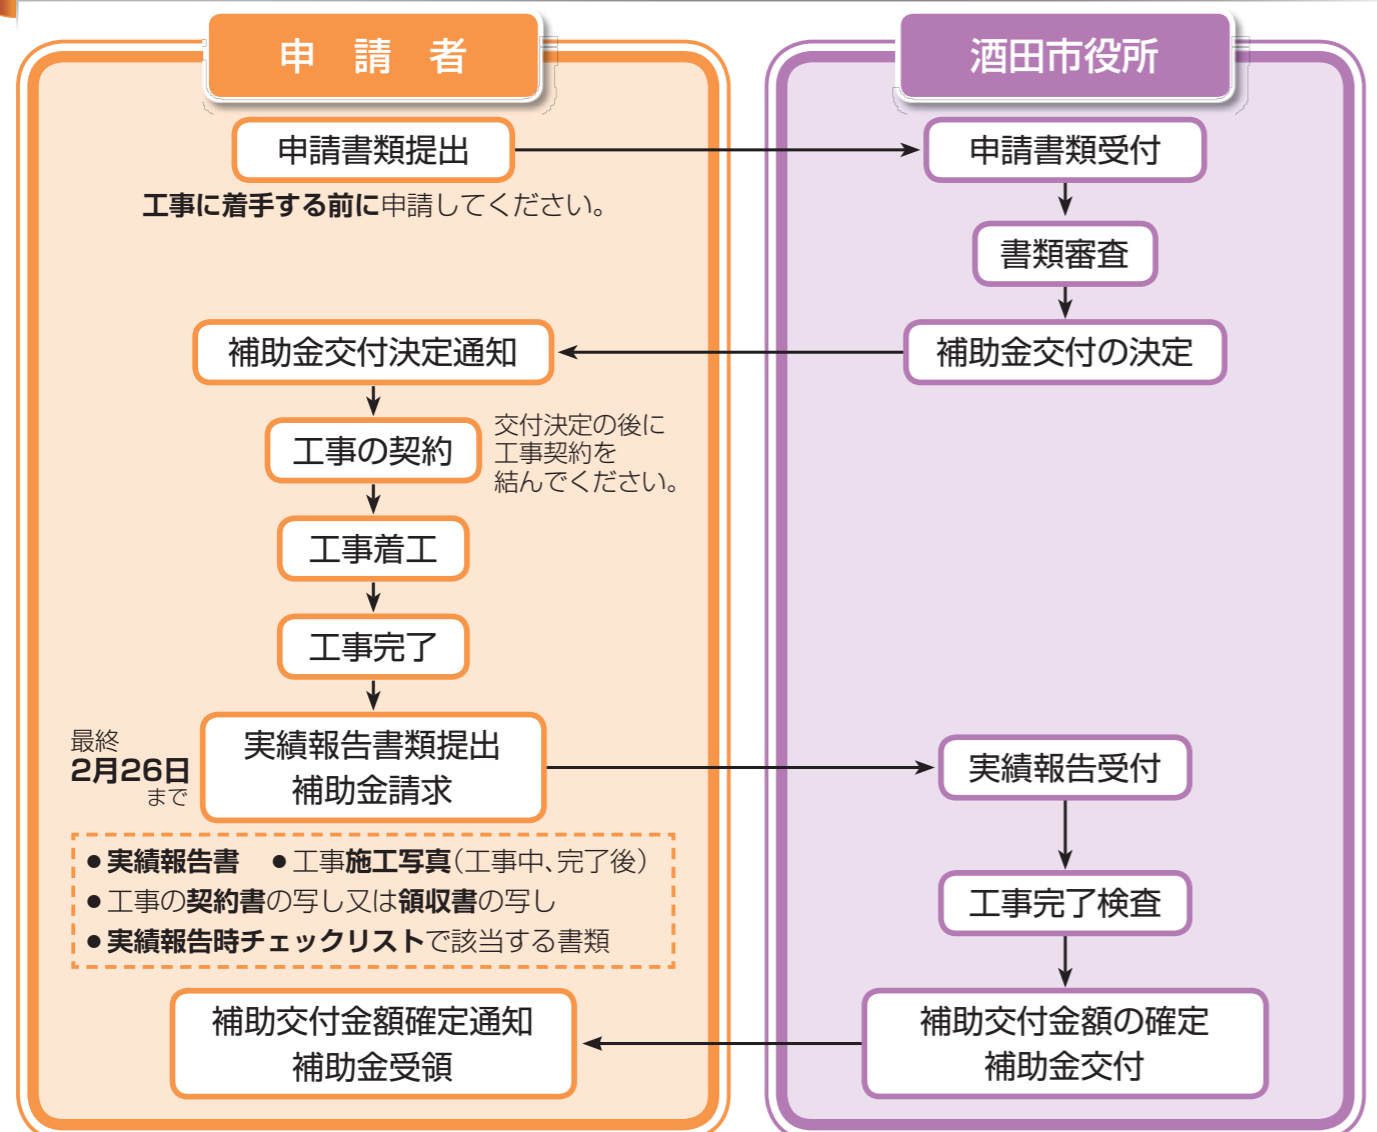 申請者
酒田市役所
申請書類提出
申請書類受付
工事に着手する前に申請してください。
書類審査
補助金交付決定通知
補助金交付の決定
工事の契約
交付決定の後に
工事契約を
結んでください。
工事着工
工事完了
最終
2月26日
まで
実績報告書類提出
補助金請求
実績報告受付
●実績報告書 ●工事施工写真(工事中、完了後)
●工事の契約書の写し又は領収書の写し
●実績報告時チェックリストで該当する書類
工事完了検査
補助交付金額確定通知
補助金受領
補助交付金額の確定
補助金交付